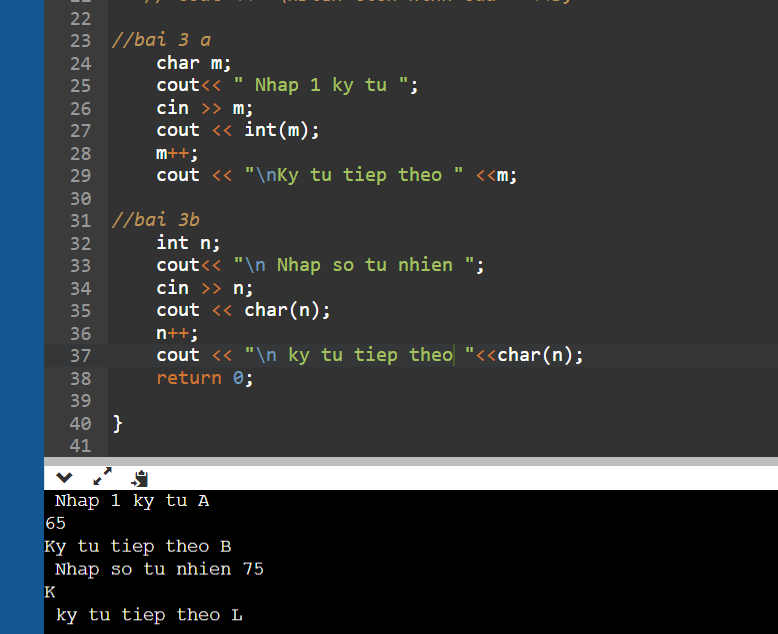 22
23 //bai 3 a
24 char m;
25 cout<< " Nhap 1 ky tu ";
26 cin >> m;
27 cout << int(m);
28 m++;
29 cout << "\nKy tu tiep theo " <<m;
30
31 //bai 3b
32 int n;
33 cout<< "\n Nhap so tu nhien ";
34 cin >> n;
35 cout << char(n);
36 n++;
37 cout << "\n ky tu tiep theo "<<char(n);
38 return 0;
39
40 }
41
Nhap 1 ky tu A
65
Ky tu tiep theo B
Nhap so tu nhien 75
K
ky tu tiep theo L